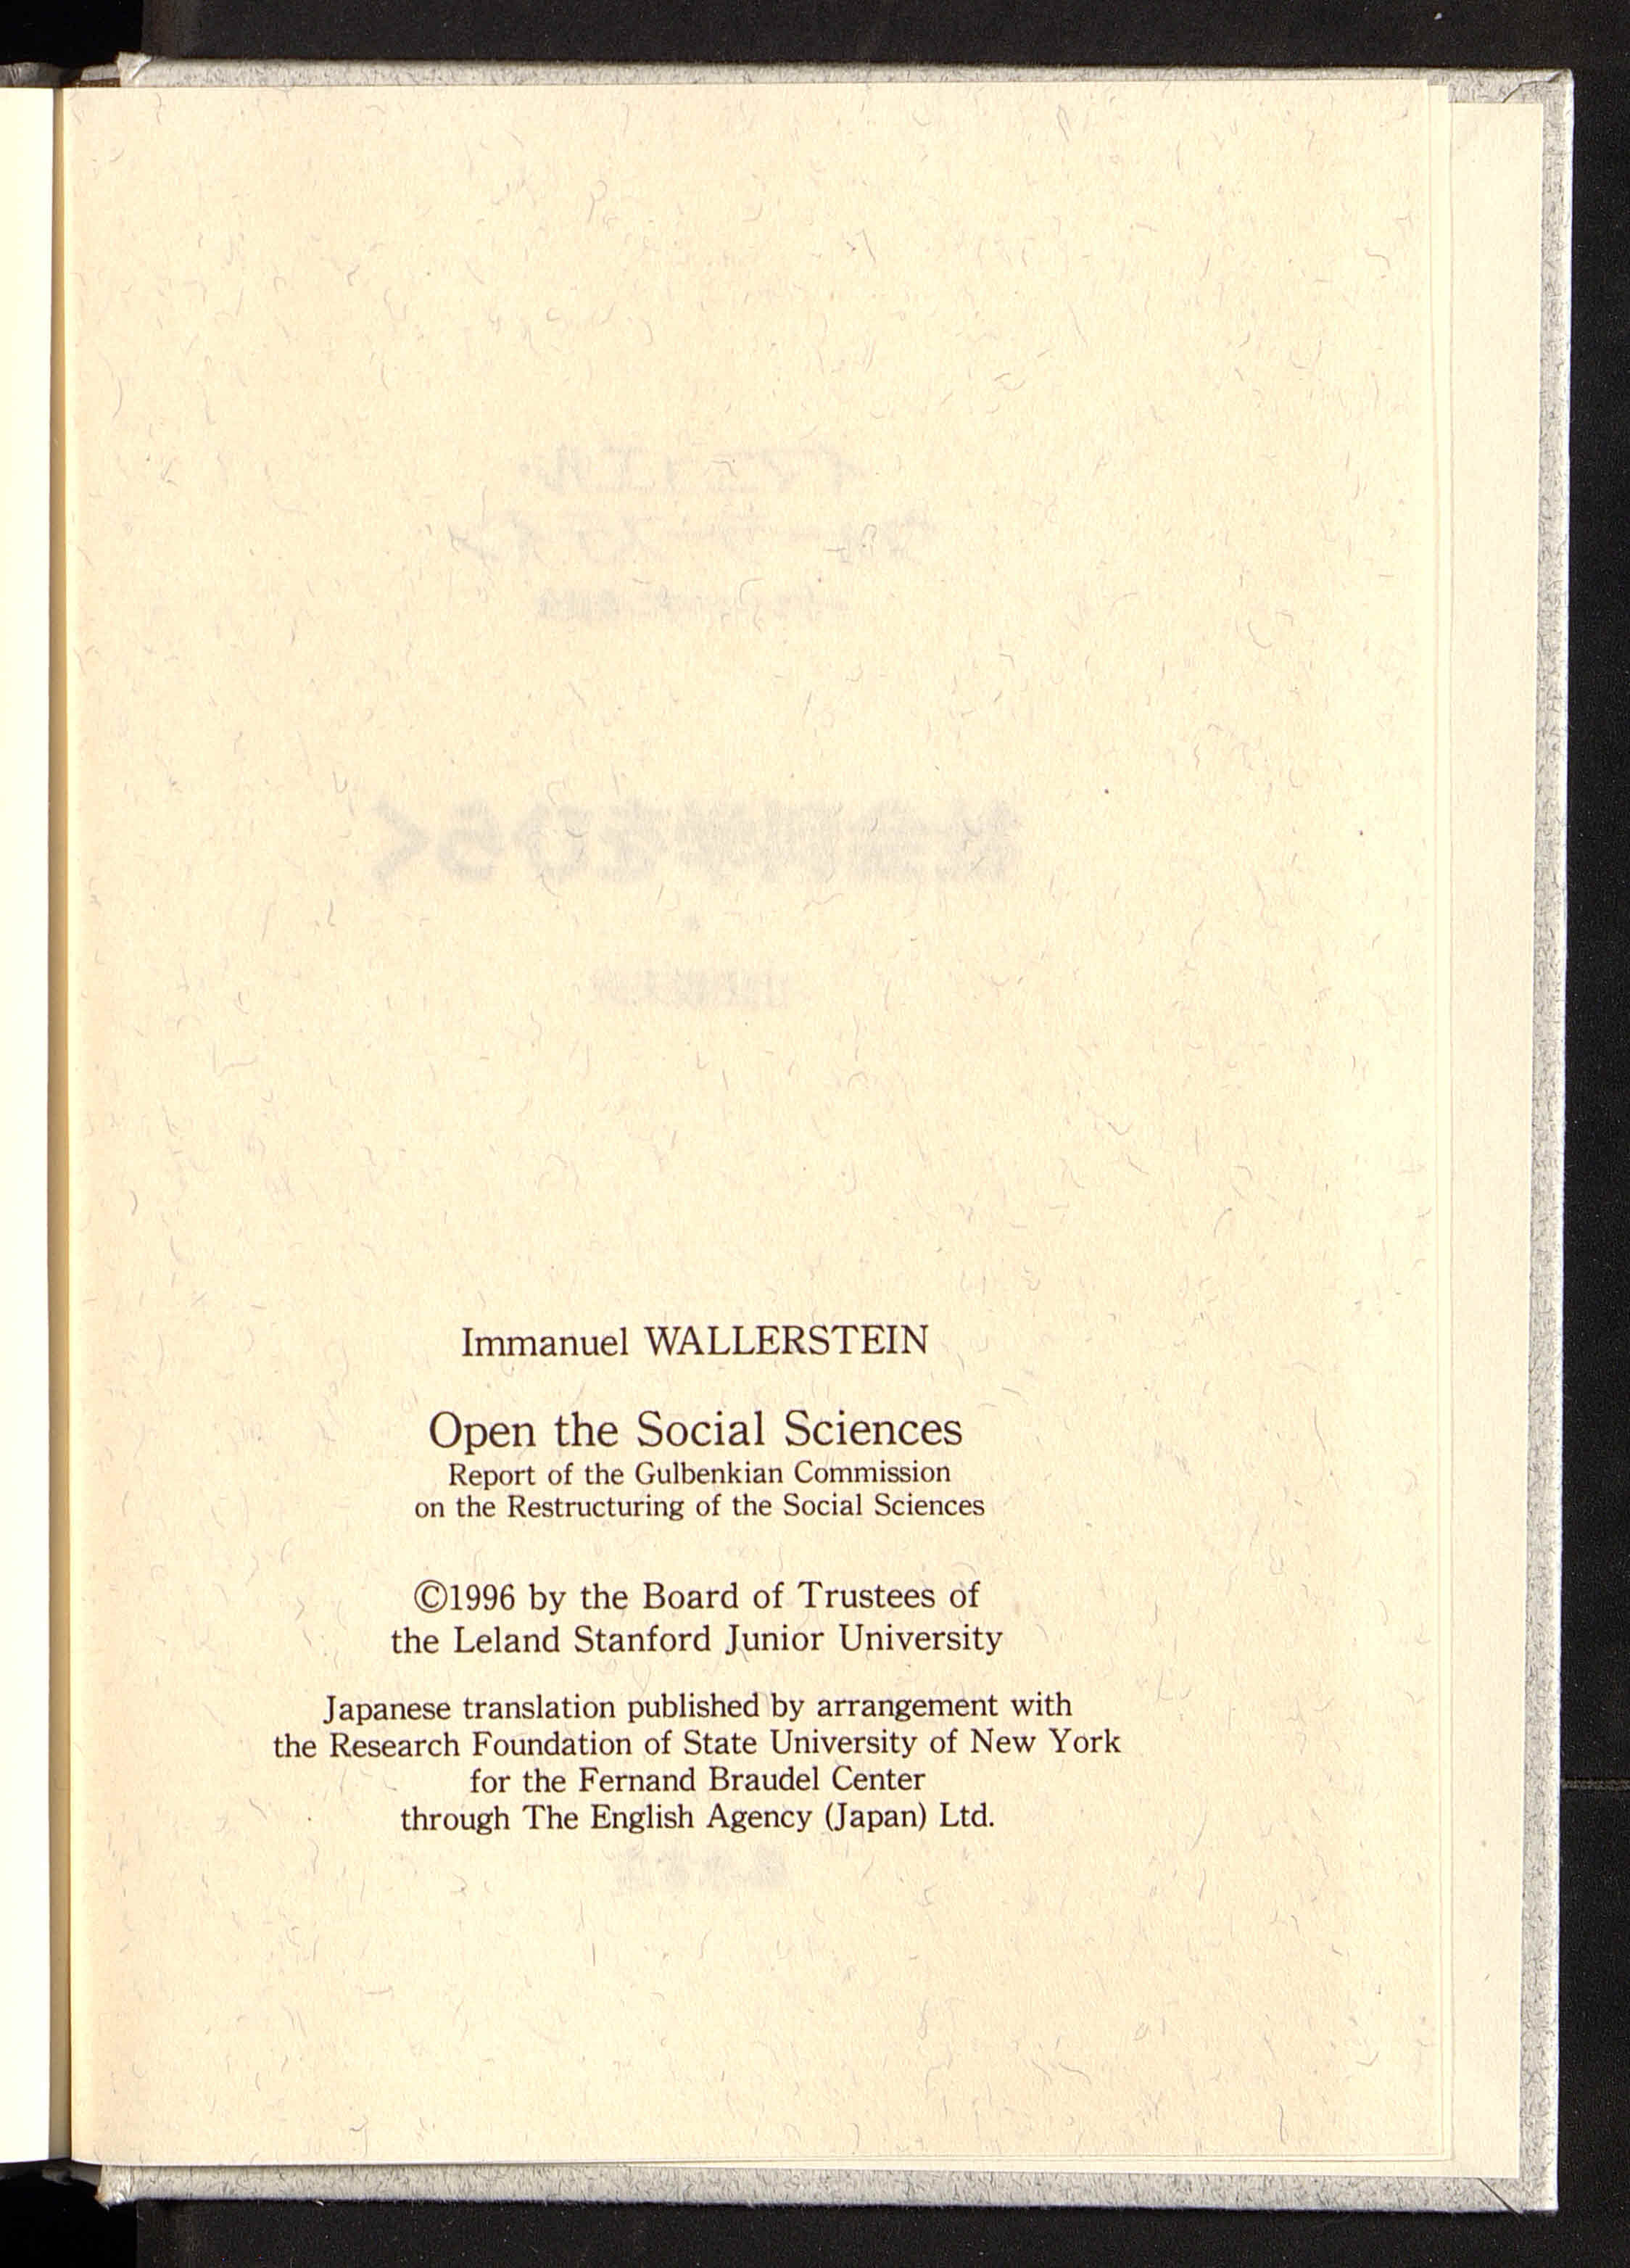 Immanuel WALLERSTEIN
Open the Social Sciences
Report of the Gulbenkian Commission
on the Restructuring of the Social Sciences
©1996 by the Board of Trustees of
the Leland Stanford Junior University
Japanese translation published by arrangement with
the Research Foundation of State University of New York
for the Fernand Braudel Center
through The English Agency (Japan) Ltd.